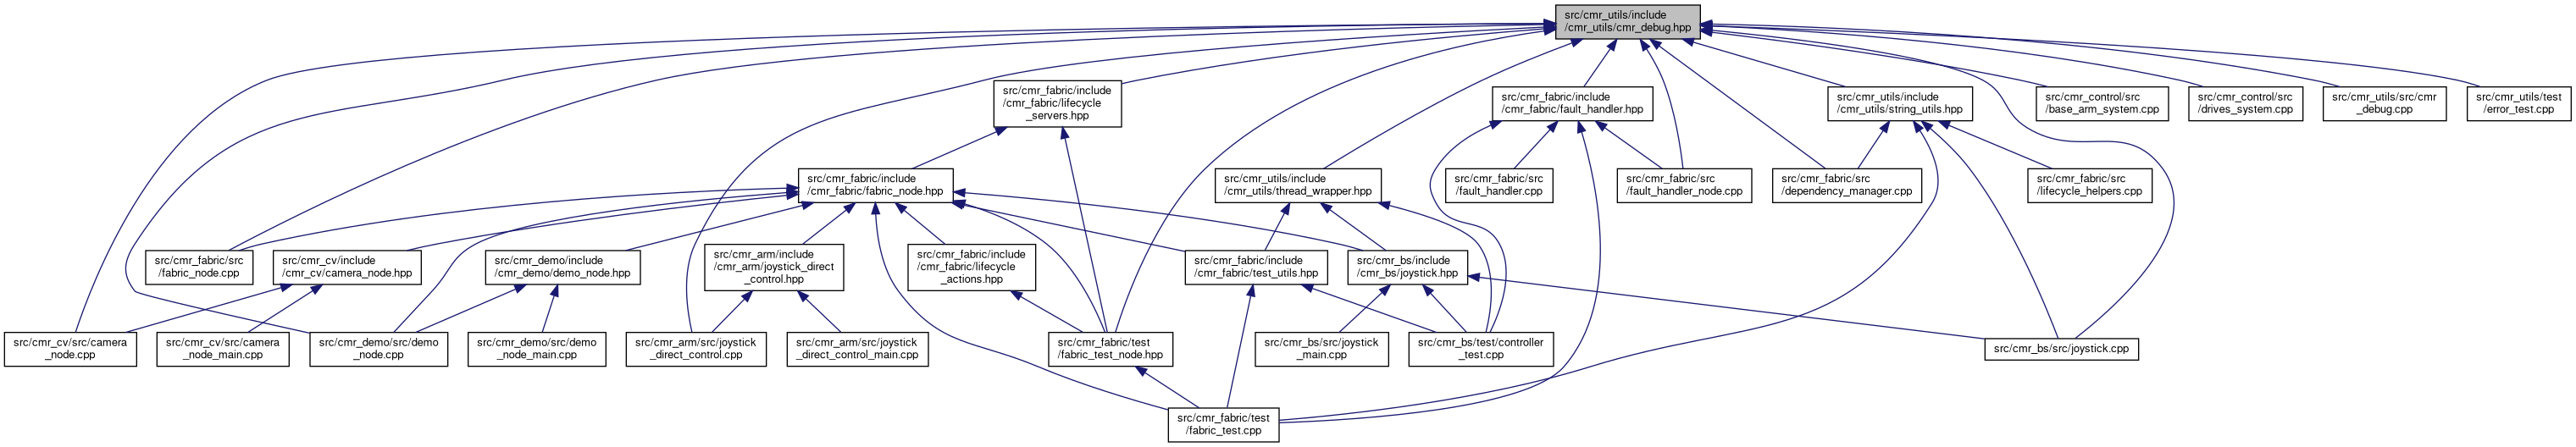 src/cmr_utils/include
/cmr_utils/cmr_debug.hpp
src/cmr_fabric/include
/cmr_fabric/lifecycle
_servers.hpp
src/cmr_fabric/include
/cmr_fabric/fault_handler.hpp
src/cmr_utils/include
/cmr_utils/string_utils.hpp
src/cmr_control/src
/base_arm_system.cpp
src/cmr_control/src
/drives_system.cpp
src/cmr_utils/src/cmr
_debug.cpp
src/cmr_utils/test
/error_test.cpp
src/cmr_fabric/include
/cmr_fabric/fabric_node.hpp
src/cmr_utils/include
/cmr_utils/thread_wrapper.hpp
src/cmr_fabric/src
/fault_handler.cpp
src/cmr_fabric/src
/fault_handler_node.cpp
src/cmr_fabric/src
/dependency_manager.cpp
src/cmr_fabric/src
/lifecycle_helpers.cpp
src/cmr_fabric/src
/fabric_node.cpp
src/cmr_cv/include
/cmr_cv/camera_node.hpp
src/cmr_demo/include
/cmr_demo/demo_node.hpp
src/cmr_arm/include
/cmr_arm/joystick_direct
_control.hpp
src/cmr_fabric/include
/cmr_fabric/lifecycle
_actions.hpp
src/cmr_fabric/include
/cmr_fabric/test_utils.hpp
src/cmr_bs/include
/cmr_bs/joystick.hpp
src/cmr_cv/src/camera
_node.cpp
src/cmr_cv/src/camera
_node_main.cpp
src/cmr_demo/src/demo
_node.cpp
src/cmr_demo/src/demo
_node_main.cpp
src/cmr_arm/src/joystick
_direct_control.cpp
src/cmr_arm/src/joystick
_direct_control_main.cpp
src/cmr_fabric/test
/fabric_test_node.hpp
src/cmr_bs/src/joystick
_main.cpp
src/cmr_bs/test/controller
_test.cpp
src/cmr_bs/src/joystick.cpp
src/cmr_fabric/test
/fabric_test.cpp